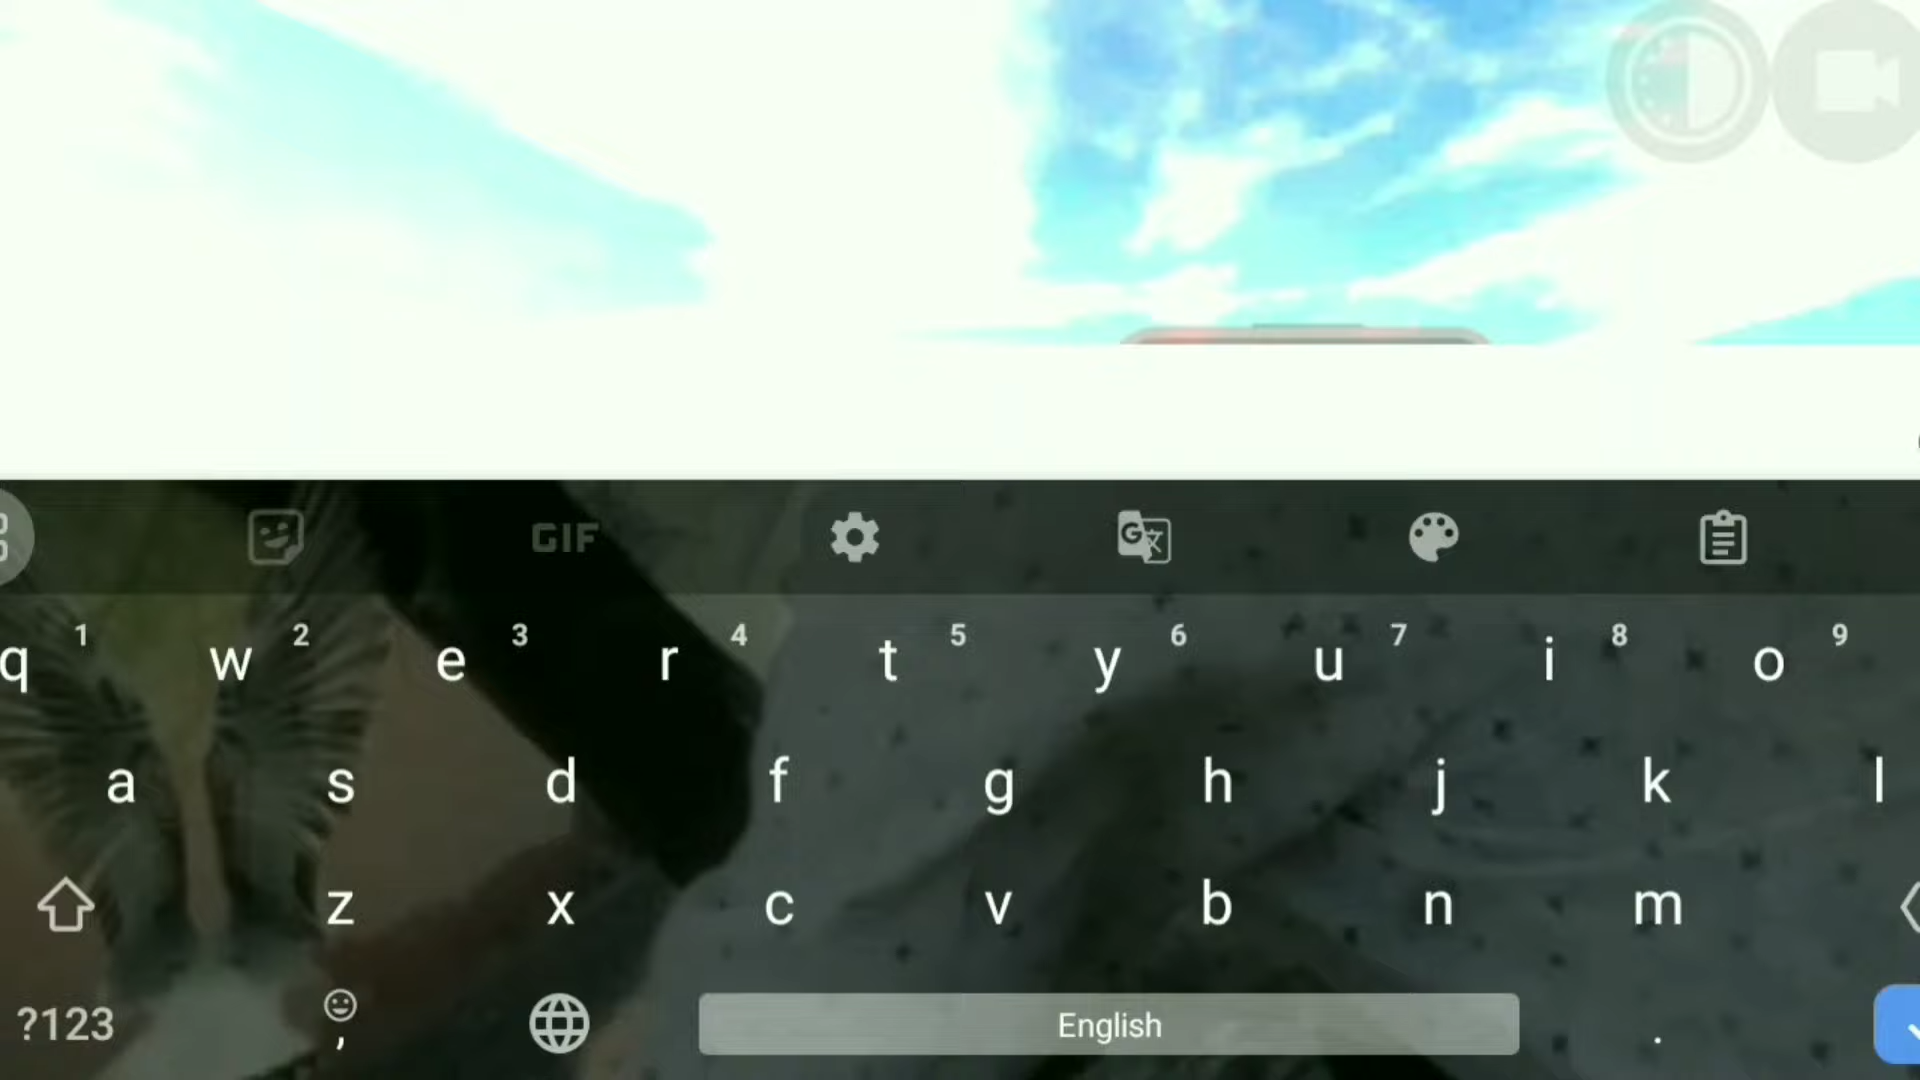 GIF
q 1 w 2 e 3 r 4 t 5 y 6 u 7 i 8 o 9
a s d f g h j k l
z x c v b n m
?123 , English .